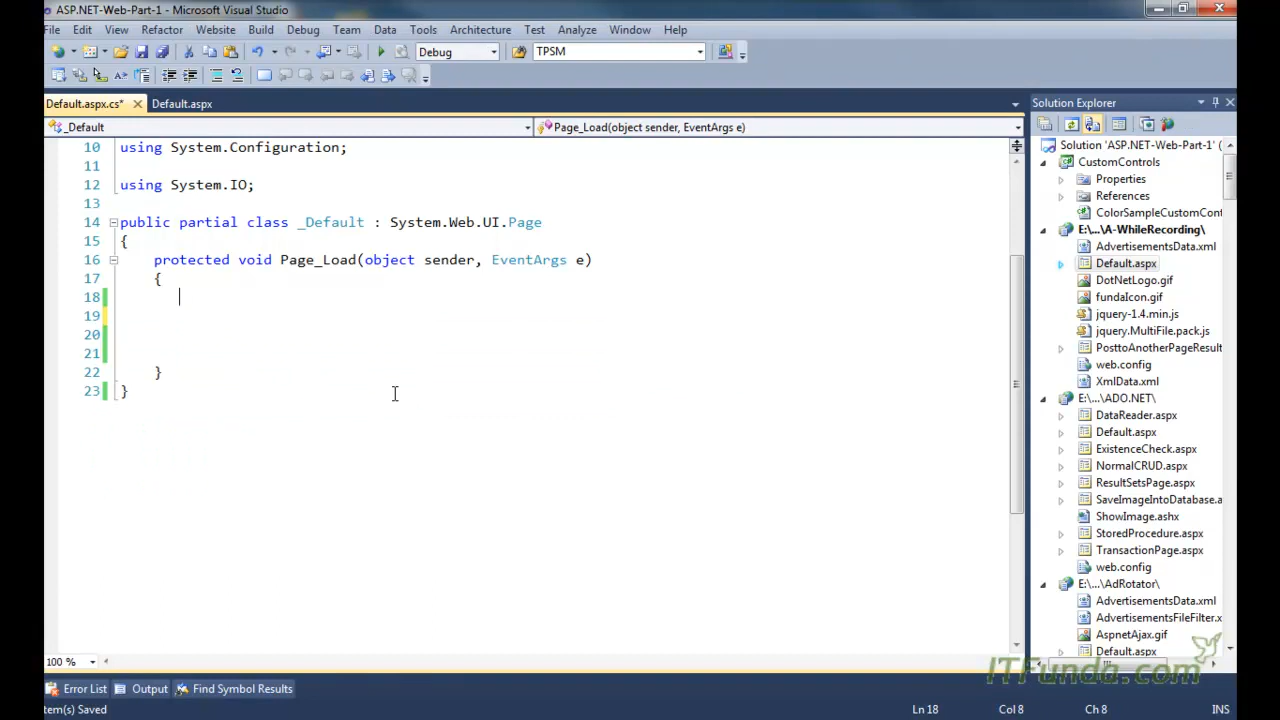 ASP.NET-Web-Part-1 - Microsoft Visual Studio
File Edit View Refactor Website Build Debug Team Data Tools Architecture Test Analyze Window Help
Debug TPSM
Default.aspx.cs* Default.aspx
_Default Page_Load(object sender, EventArgs e)
10 using System.Configuration;
11
12 using System.IO;
13
14 public partial class _Default : System.Web.UI.Page
15 {
16 protected void Page_Load(object sender, EventArgs e)
17 {
18
19
20
21
22 }
23 }
100 %
Solution Explorer
Solution 'ASP.NET-Web-Part-1' (
CustomControls
Properties
References
ColorSampleCustomCont
E:\...\A-WhileRecording\
AdvertisementsData.xml
Default.aspx
DotNetLogo.gif
fundaIcon.gif
jquery-1.4.min.js
jquery.MultiFile.pack.js
PosttoAnotherPageResult
web.config
XmlData.xml
E:\...\ADO.NET\
DataReader.aspx
Default.aspx
ExistenceCheck.aspx
NormalCRUD.aspx
ResultSetsPage.aspx
SaveImageIntoDatabase.a
ShowImage.ashx
StoredProcedure.aspx
TransactionPage.aspx
web.config
E:\...\AdRotator\
AdvertisementsData.xml
AdvertisementsFileFilter.x
AspnetAjax.gif
Default.aspx
ITFunda.com
Error List Output Find Symbol Results
tem(s) Saved Ln 18 Col 8 Ch 8 INS